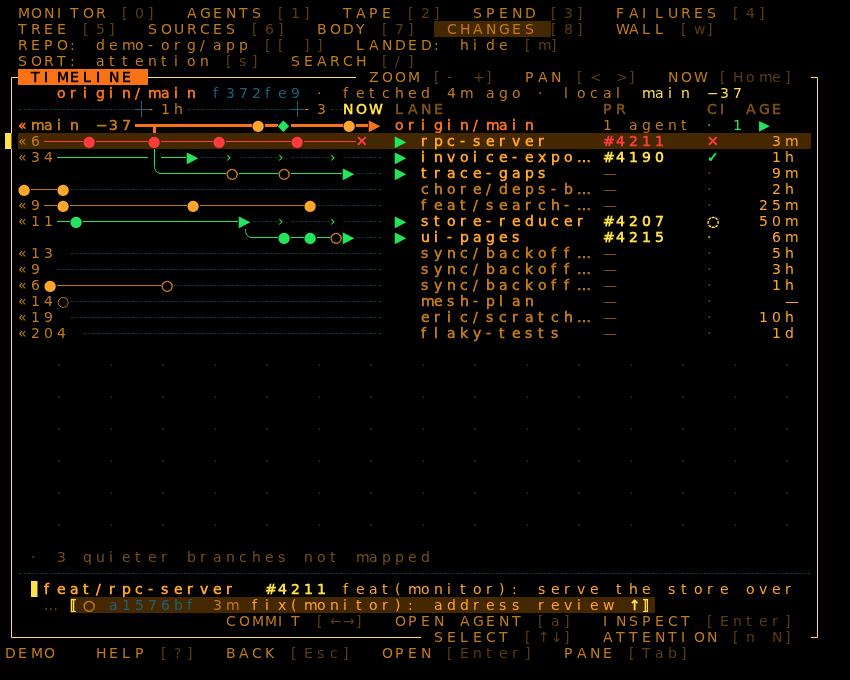 MONITOR [0] AGENTS [1] TAPE [2] SPEND [3] FAILURES [4]
TREE [5] SOURCES [6] BODY [7] CHANGES [8] WALL [w]
REPO: demo-org/app [[ ]] LANDED: hide [m]
SORT: attention [s] SEARCH [/]
TIMELINE ZOOM [- +] PAN [< >] NOW [Home]
origin/main f372fe9 · fetched 4m ago · local main −37
1h 3 NOW LANE PR CI AGE
«main −37 origin/main 1 agent · 1 ▶
«6 ▶ rpc-server #4211 ✕ 3m
«34 ▶ invoice-expo… #4190 ✓ 1h
▶ trace-gaps — · 9m
chore/deps-b… — · 2h
«9 feat/search-… — · 25m
«11 ▶ store-reducer #4207 ◌ 50m
▶ ui-pages #4215 · 6m
«13 sync/backoff… — · 5h
«9 sync/backoff… — · 3h
«6 sync/backoff… — · 1h
«14 mesh-plan — · —
«19 eric/scratch… — · 10h
«204 flaky-tests — · 1d
· 3 quieter branches not mapped
feat/rpc-server #4211 feat(monitor): serve the store over
… [○ a1576bf 3m fix(monitor): address review ↑]
COMMIT [←→] OPEN AGENT [a] INSPECT [Enter]
SELECT [↑↓] ATTENTION [n N]
DEMO HELP [?] BACK [Esc] OPEN [Enter] PANE [Tab]